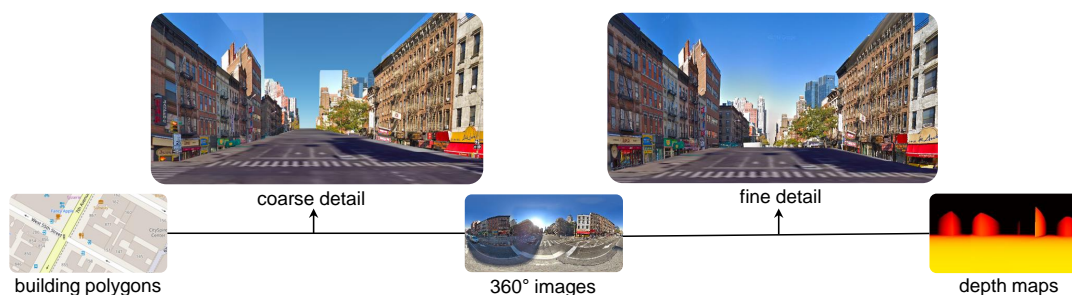 coarse detail
fine detail
building polygons
360° images
depth maps